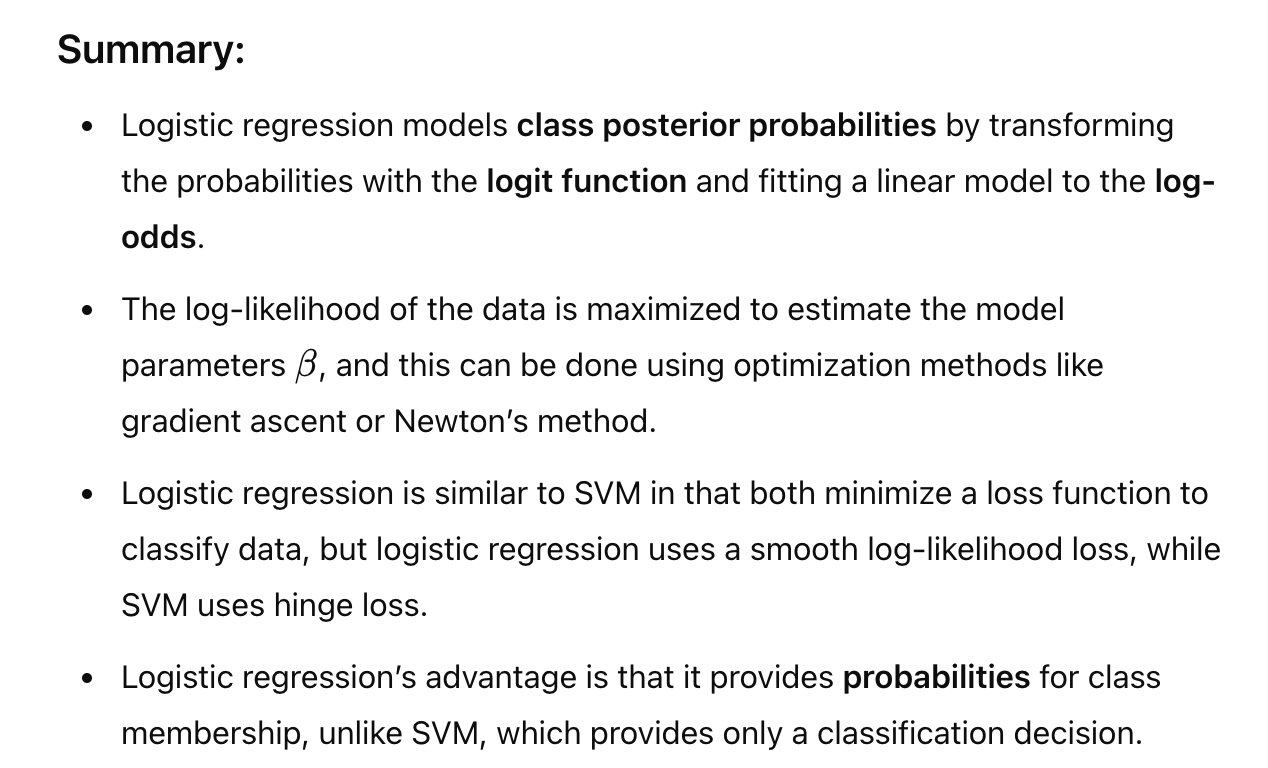 Summary:
• Logistic regression models class posterior probabilities by transforming
the probabilities with the logit function and fitting a linear model to the log-
odds.
• The log-likelihood of the data is maximized to estimate the model
parameters β, and this can be done using optimization methods like
gradient ascent or Newton’s method.
• Logistic regression is similar to SVM in that both minimize a loss function to
classify data, but logistic regression uses a smooth log-likelihood loss, while
SVM uses hinge loss.
• Logistic regression’s advantage is that it provides probabilities for class
membership, unlike SVM, which provides only a classification decision.